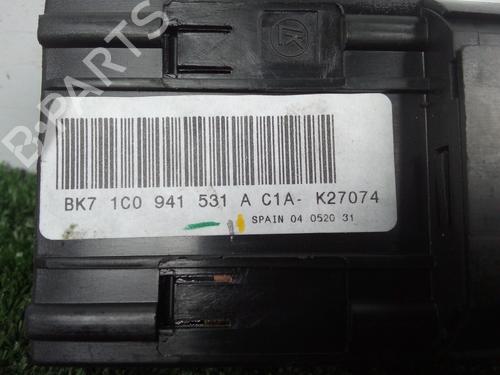 B-PARTS
BK7 1C0 941 531 A C1A- K27074
SPAIN 04 0520 31